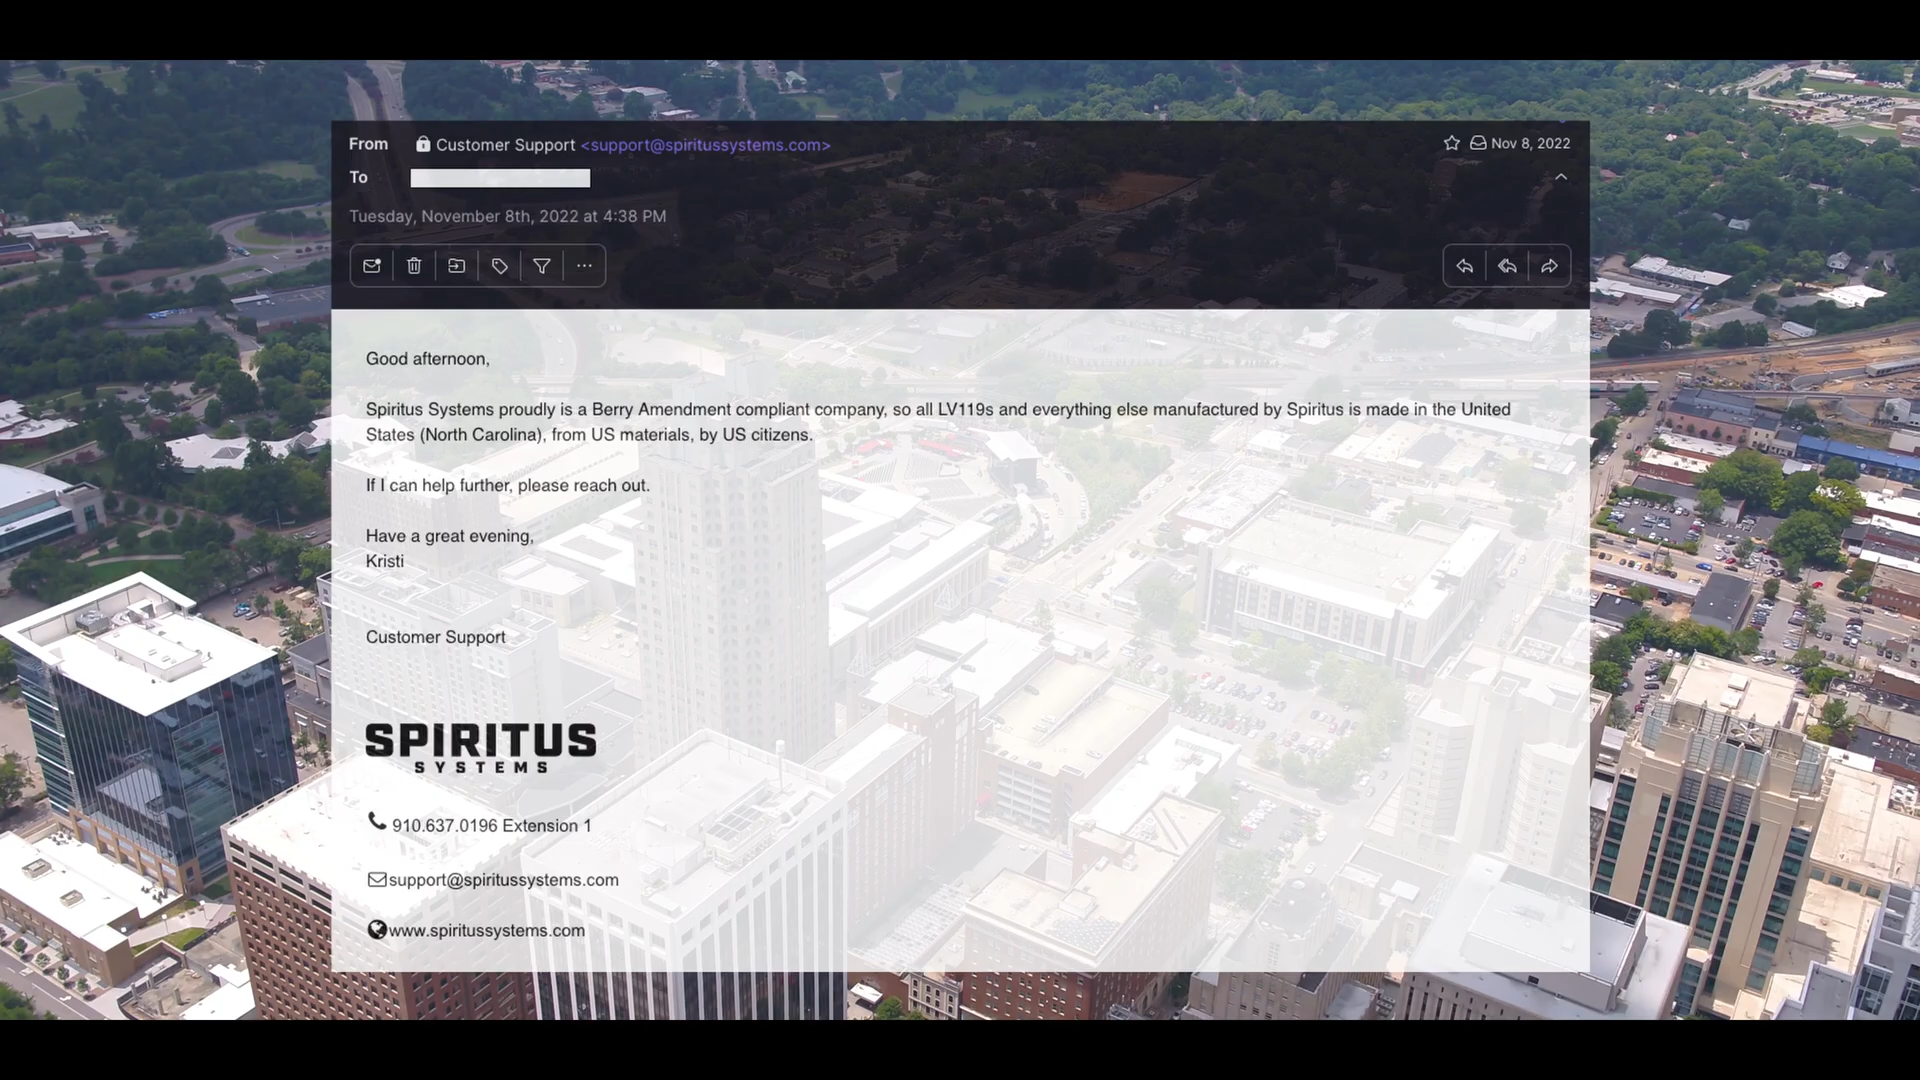 From Customer Support <support@spiritussystems.com> Nov 8, 2022
To
Tuesday, November 8th, 2022 at 4:38 PM
Good afternoon,
Spiritus Systems proudly is a Berry Amendment compliant company, so all LV119s and everything else manufactured by Spiritus is made in the United
States (North Carolina), from US materials, by US citizens.
If I can help further, please reach out.
Have a great evening,
Kristi
Customer Support
SPIRITUS
SYSTEMS
910.637.0196 Extension 1
support@spiritussystems.com
www.spiritussystems.com